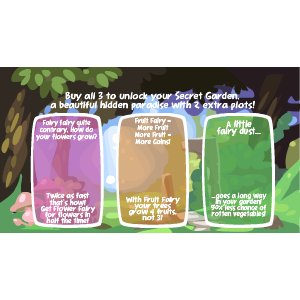 Buy all 3 to unlock your Secret Garden
a beautiful hidden paradise with 2 extra plots!
Fairy fairy quite
contrary, how do
your flowers grow?
Twice as fast
that's how!
Get Flower Fairy
for flowers in
half the time!
Fruit Fairy =
More Fruit
More Fruit =
More Coins!
With Fruit Fairy
your trees
grow 4 fruits,
not 3!
A little
fairy dust...
...goes a long way
in your garden!
90% less chance of
rotten vegetables!